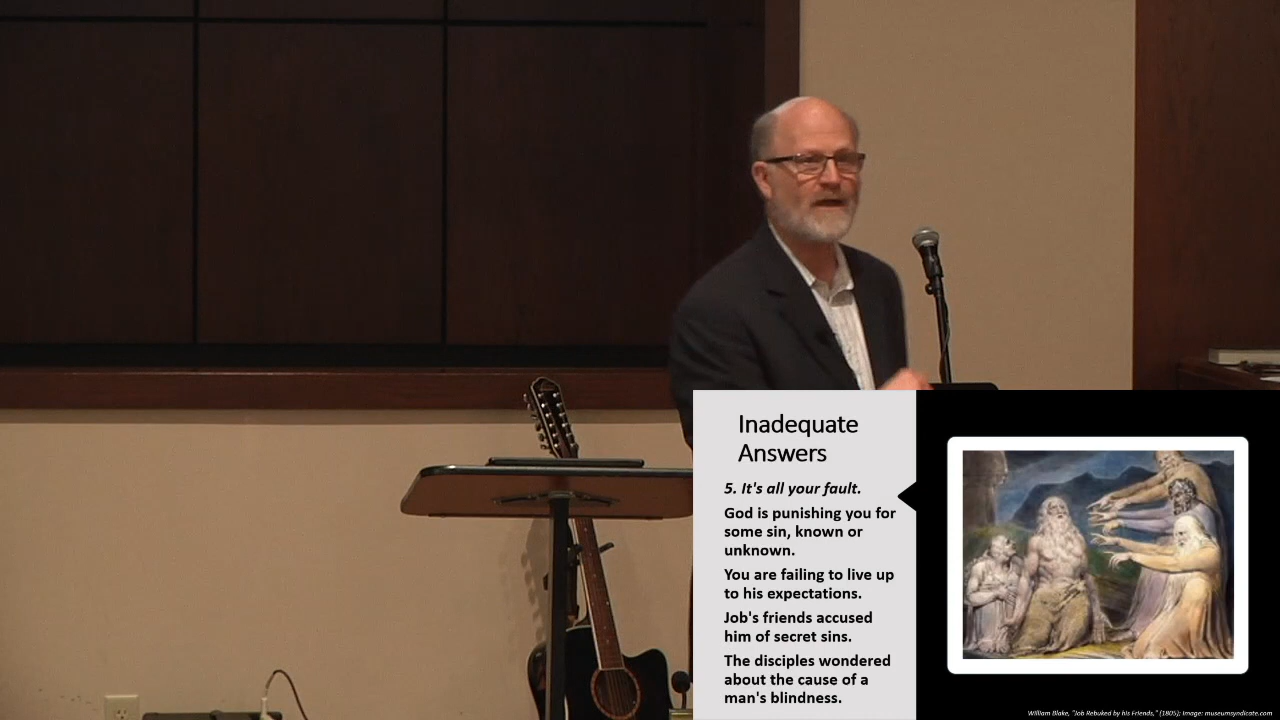 Inadequate
Answers
5. It's all your fault.
God is punishing you for
some sin, known or
unknown.
You are failing to live up
to his expectations.
Job's friends accused
him of secret sins.
The disciples wondered
about the cause of a
man's blindness.
William Blake, "Job Rebuked by his Friends," (1805); Image: museumsyndicate.com